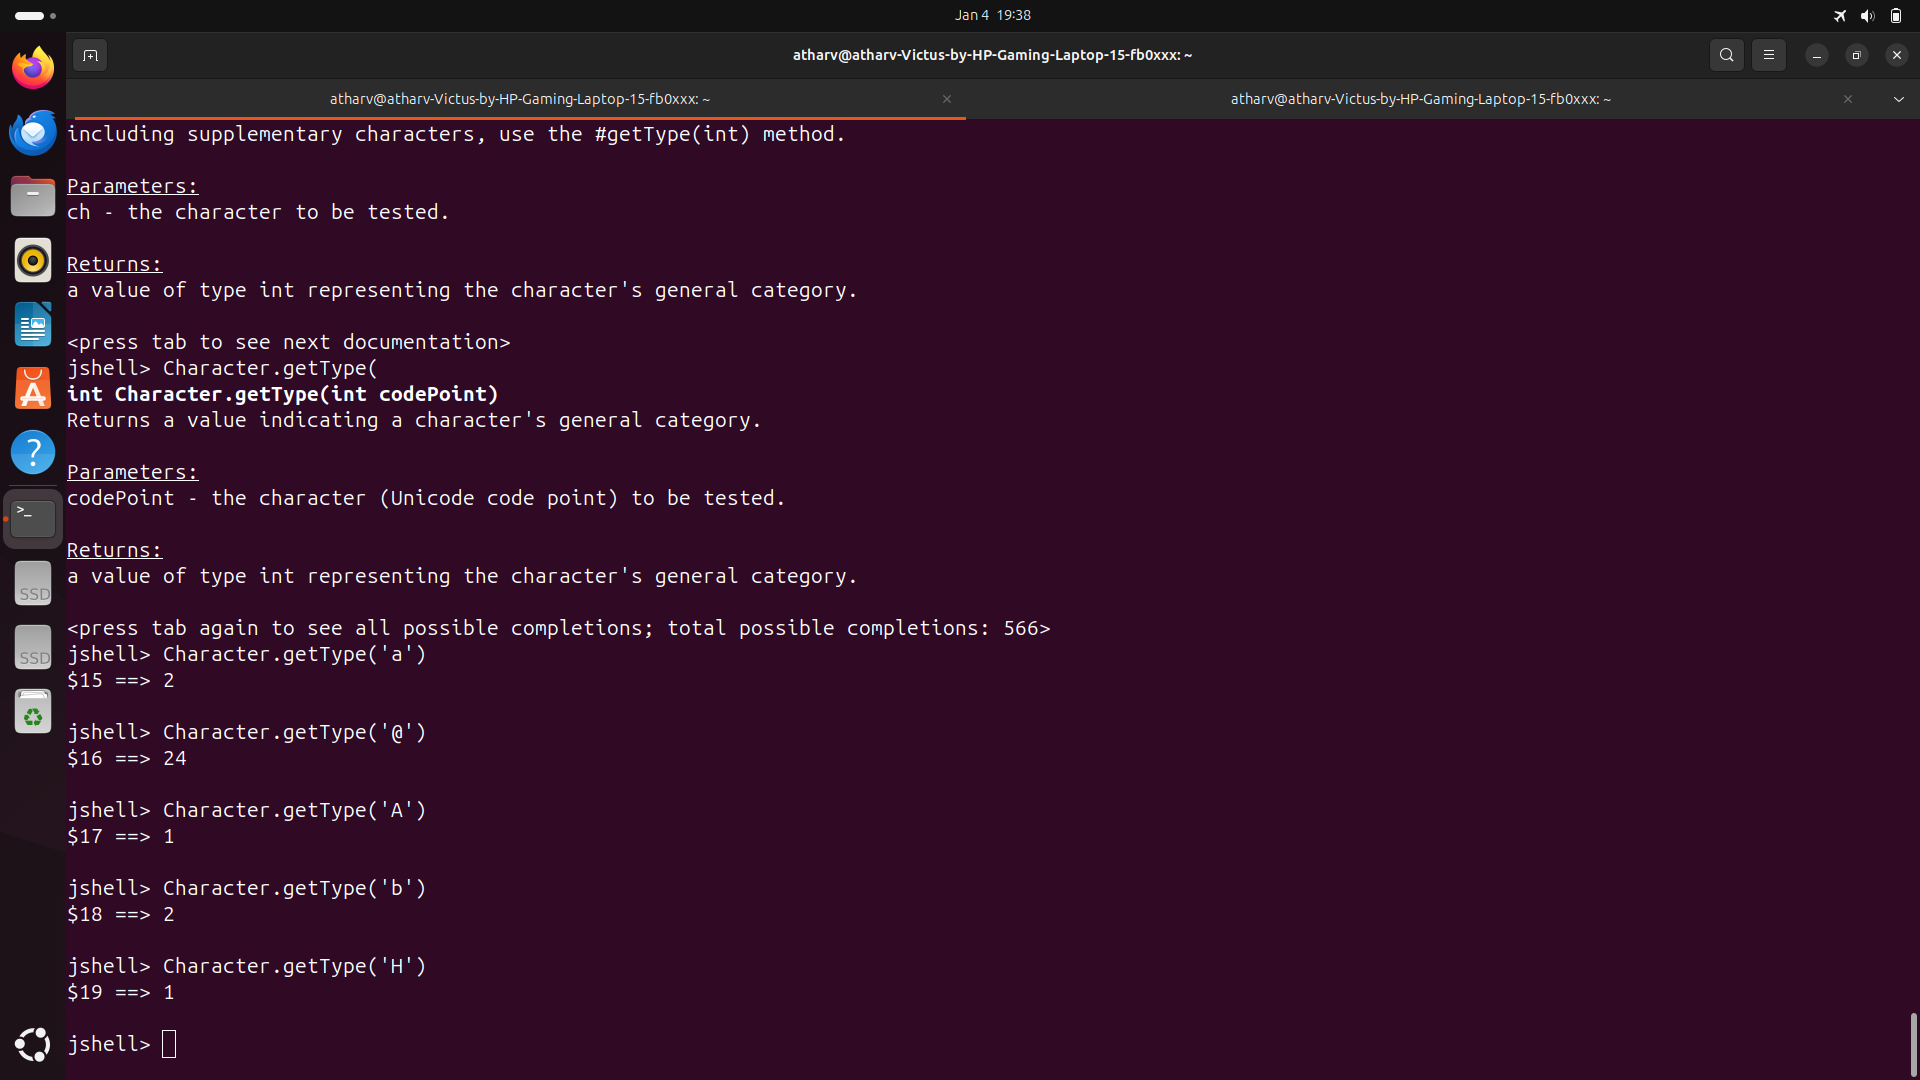 Jan 4 19:38
atharv@atharv-Victus-by-HP-Gaming-Laptop-15-fb0xxx: ~
atharv@atharv-Victus-by-HP-Gaming-Laptop-15-fb0xxx: ~
atharv@atharv-Victus-by-HP-Gaming-Laptop-15-fb0xxx: ~
including supplementary characters, use the #getType(int) method.
Parameters:
ch - the character to be tested.
Returns:
a value of type int representing the character's general category.
<press tab to see next documentation>
jshell> Character.getType(
int Character.getType(int codePoint)
Returns a value indicating a character's general category.
Parameters:
codePoint - the character (Unicode code point) to be tested.
Returns:
a value of type int representing the character's general category.
<press tab again to see all possible completions; total possible completions: 566>
jshell> Character.getType('a')
$15 ==> 2
jshell> Character.getType('@')
$16 ==> 24
jshell> Character.getType('A')
$17 ==> 1
jshell> Character.getType('b')
$18 ==> 2
jshell> Character.getType('H')
$19 ==> 1
jshell>
SSD
SSD